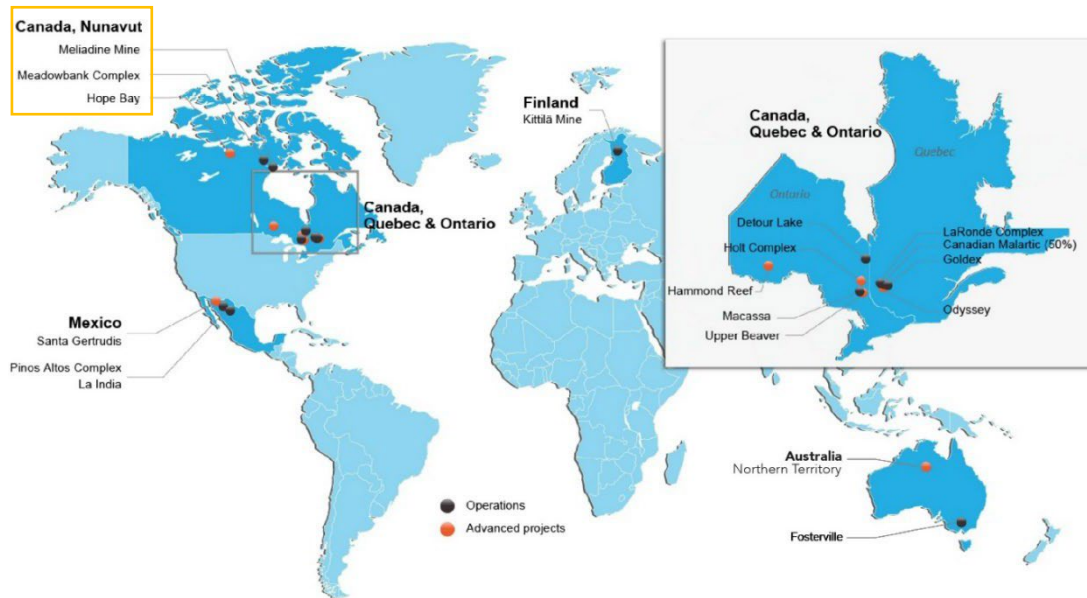 Canada, Nunavut
Meliadine Mine
Meadowbank Complex
Hope Bay
Finland
Kittilä Mine
Canada,
Quebec & Ontario
Mexico
Santa Gertrudis
Pinos Altos Complex
La India
Operations
Advanced projects
Canada,
Quebec & Ontario
Quebec
Ontario
Detour Lake
Holt Complex
Hammond Reef
Macassa
Upper Beaver
LaRonde Complex
Canadian Malartic (50%)
Goldex
Odyssey
Australia
Northern Territory
Fosterville